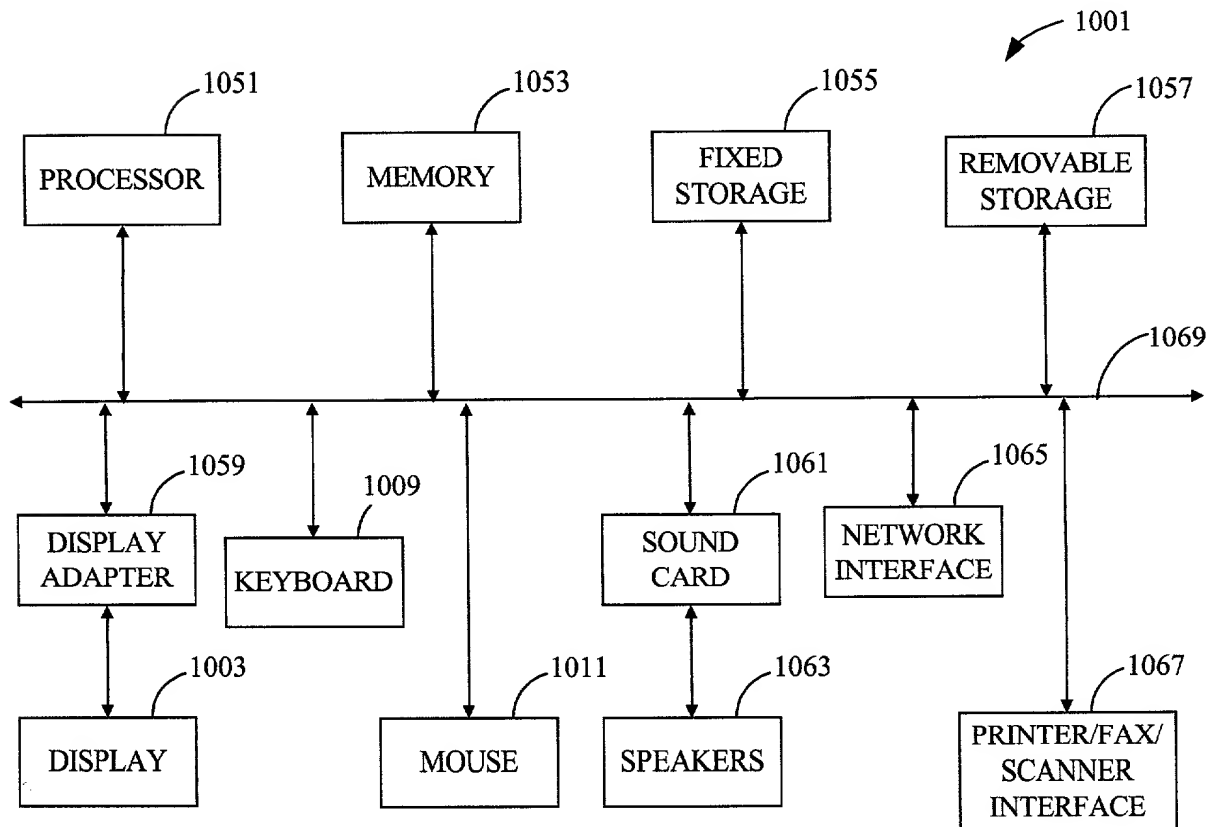 1001
1051
1053
1055
1057
PROCESSOR
MEMORY
FIXED
STORAGE
REMOVABLE
STORAGE
1069
1059
1009
1061
1065
DISPLAY
ADAPTER
KEYBOARD
SOUND
CARD
NETWORK
INTERFACE
1003
1011
1063
1067
DISPLAY
MOUSE
SPEAKERS
PRINTER/FAX/
SCANNER
INTERFACE